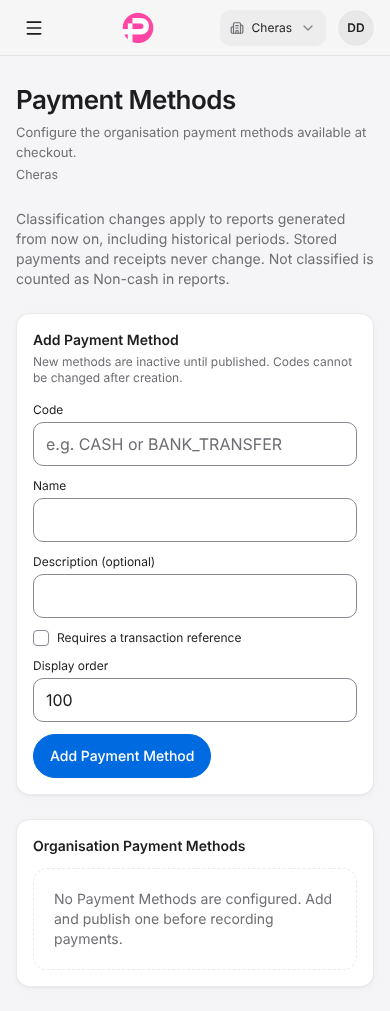 Cheras
DD
Payment Methods
Configure the organisation payment methods available at
checkout.
Cheras
Classification changes apply to reports generated
from now on, including historical periods. Stored
payments and receipts never change. Not classified is
counted as Non-cash in reports.
Add Payment Method
New methods are inactive until published. Codes cannot
be changed after creation.
Code
e.g. CASH or BANK_TRANSFER
Name
Description (optional)
Requires a transaction reference
Display order
100
Add Payment Method
Organisation Payment Methods
No Payment Methods are configured. Add
and publish one before recording
payments.